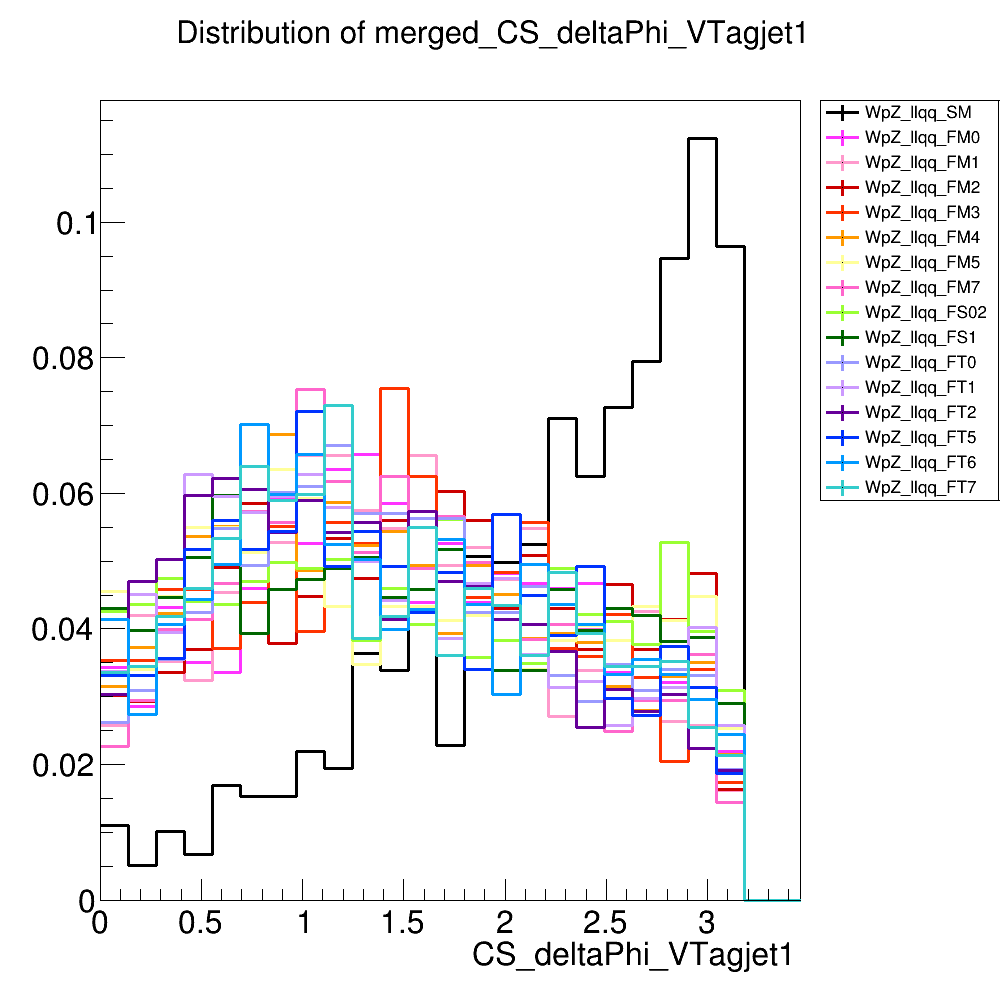 Distribution of merged_CS_deltaPhi_VTagjet1
WpZ_llqq_SM
WpZ_llqq_FM0
WpZ_llqq_FM1
WpZ_llqq_FM2
WpZ_llqq_FM3
WpZ_llqq_FM4
WpZ_llqq_FM5
WpZ_llqq_FM7
WpZ_llqq_FS02
WpZ_llqq_FS1
WpZ_llqq_FT0
WpZ_llqq_FT1
WpZ_llqq_FT2
WpZ_llqq_FT5
WpZ_llqq_FT6
WpZ_llqq_FT7
0.1
0.08
0.06
0.04
0.02
0
0 0.5 1 1.5 2 2.5 3
CS_deltaPhi_VTagjet1